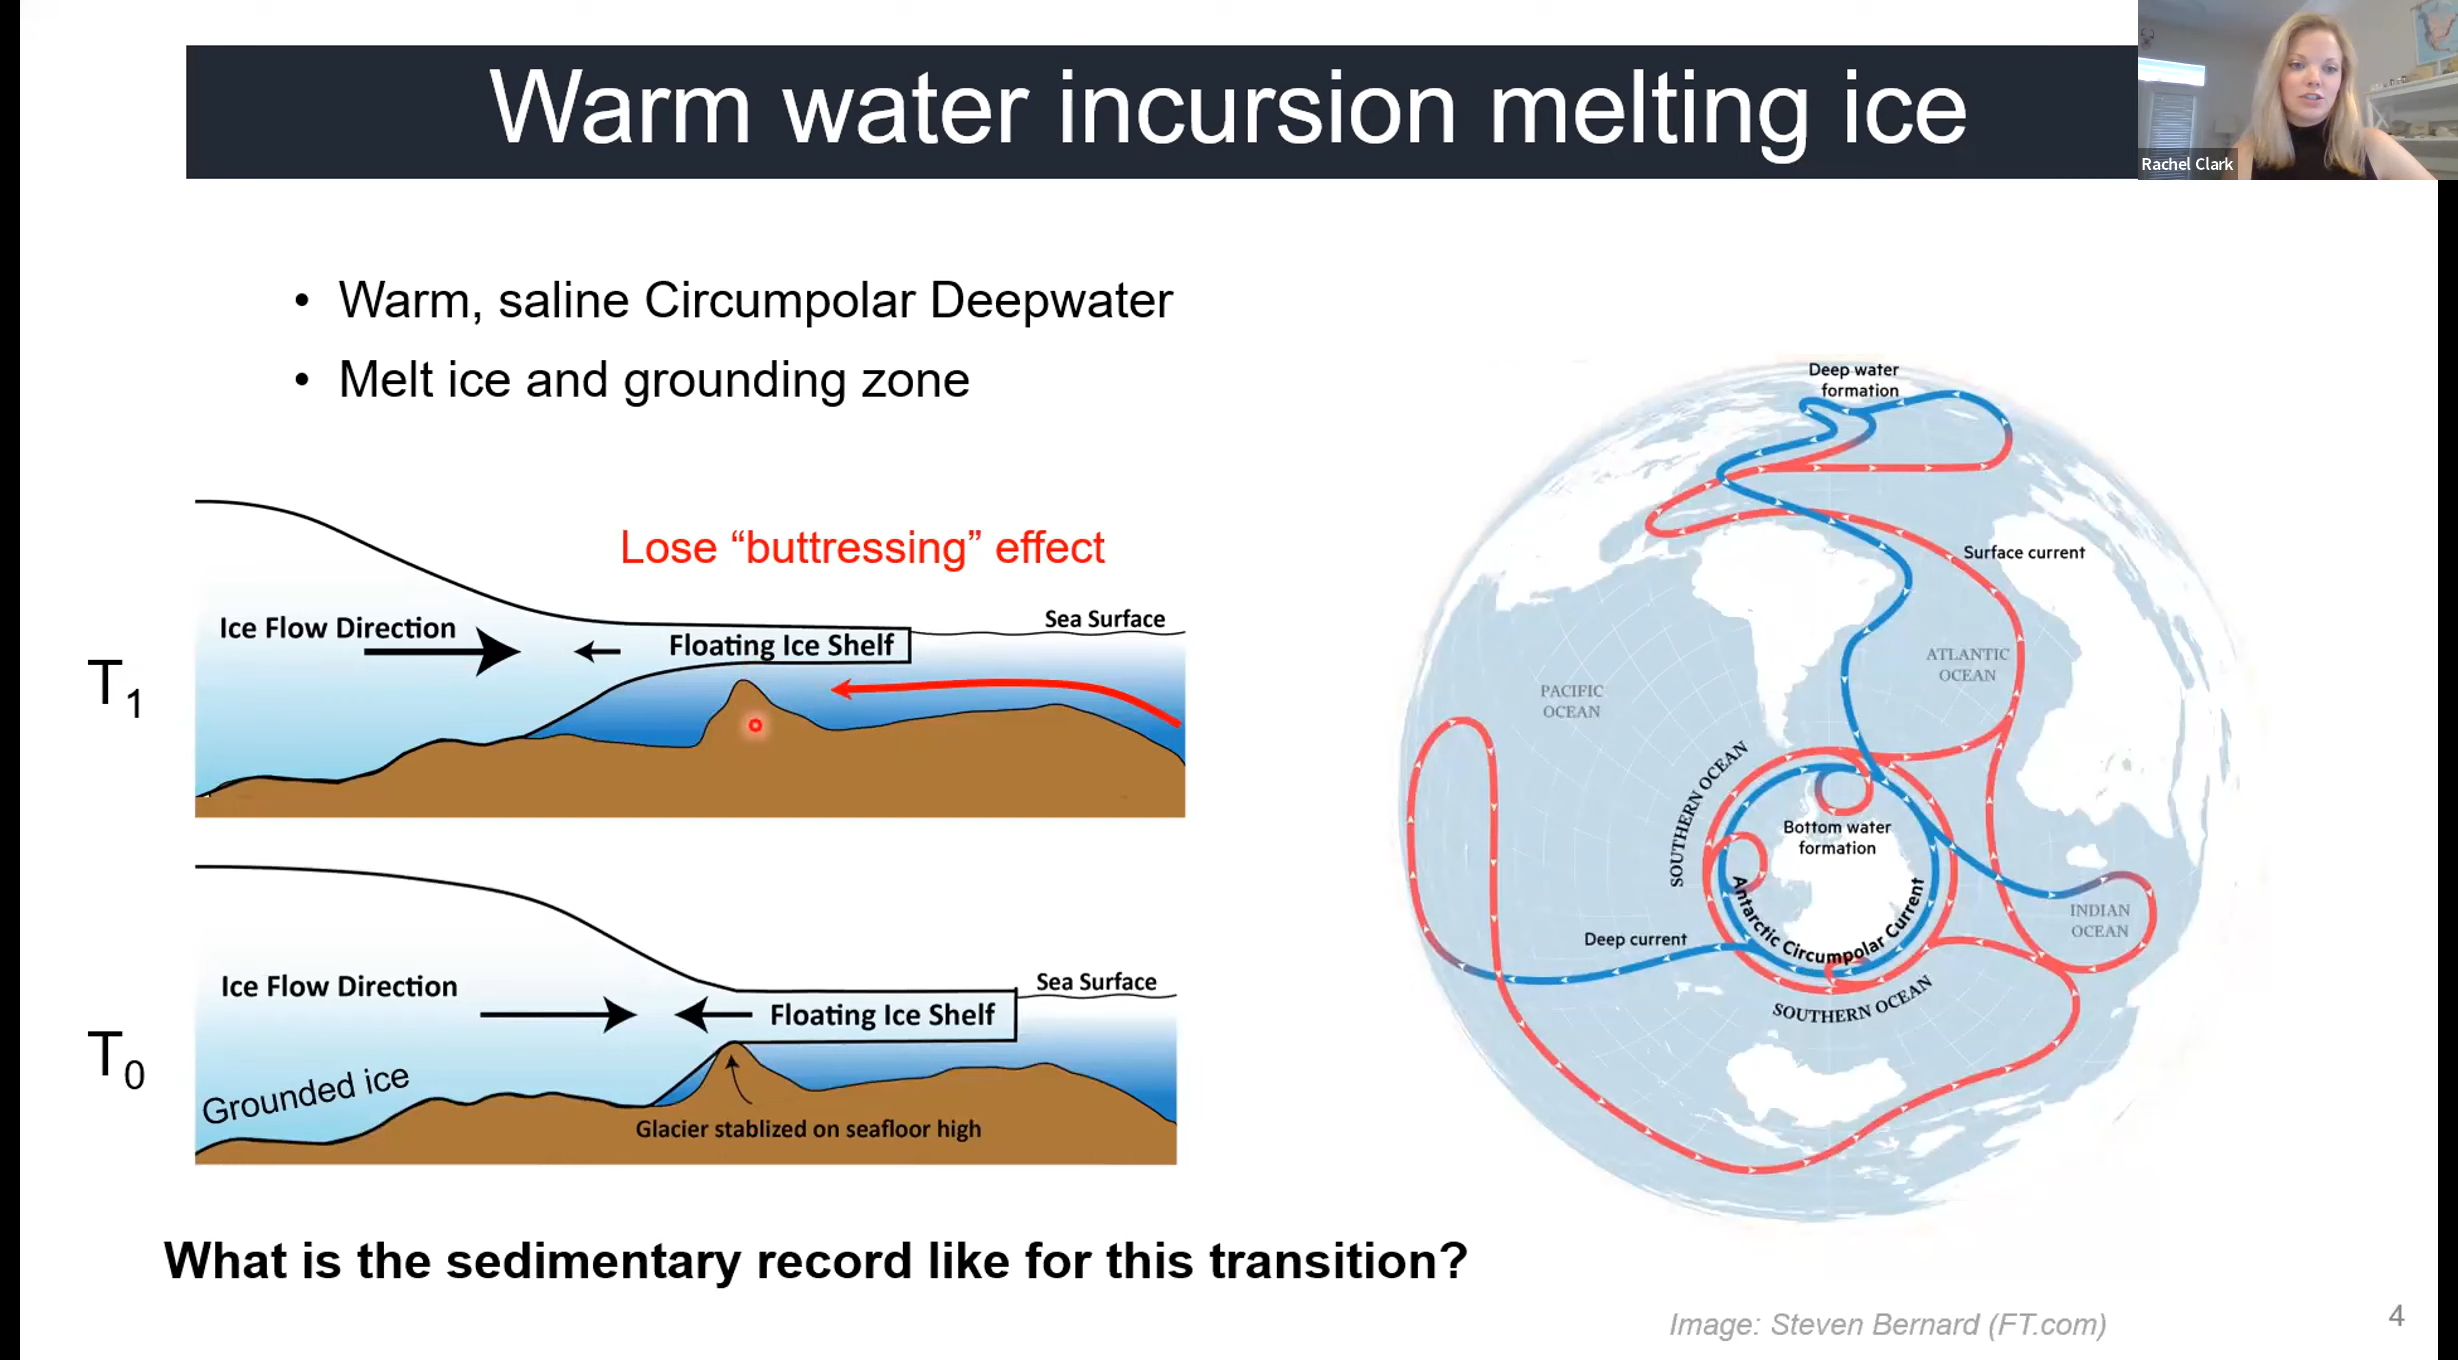 Warm water incursion melting ice
Rachel Clark
• Warm, saline Circumpolar Deepwater
• Melt ice and grounding zone
T1
Lose “buttressing” effect
Ice Flow Direction
Floating Ice Shelf
Sea Surface
T0
Ice Flow Direction
Floating Ice Shelf
Sea Surface
Grounded ice
Glacier stablized on seafloor high
Deep water
formation
Surface current
ATLANTIC
OCEAN
PACIFIC
OCEAN
SOUTHERN OCEAN
Bottom water
formation
Antarctic Circumpolar Current
INDIAN
OCEAN
Deep current
SOUTHERN OCEAN
What is the sedimentary record like for this transition?
Image: Steven Bernard (FT.com)
4